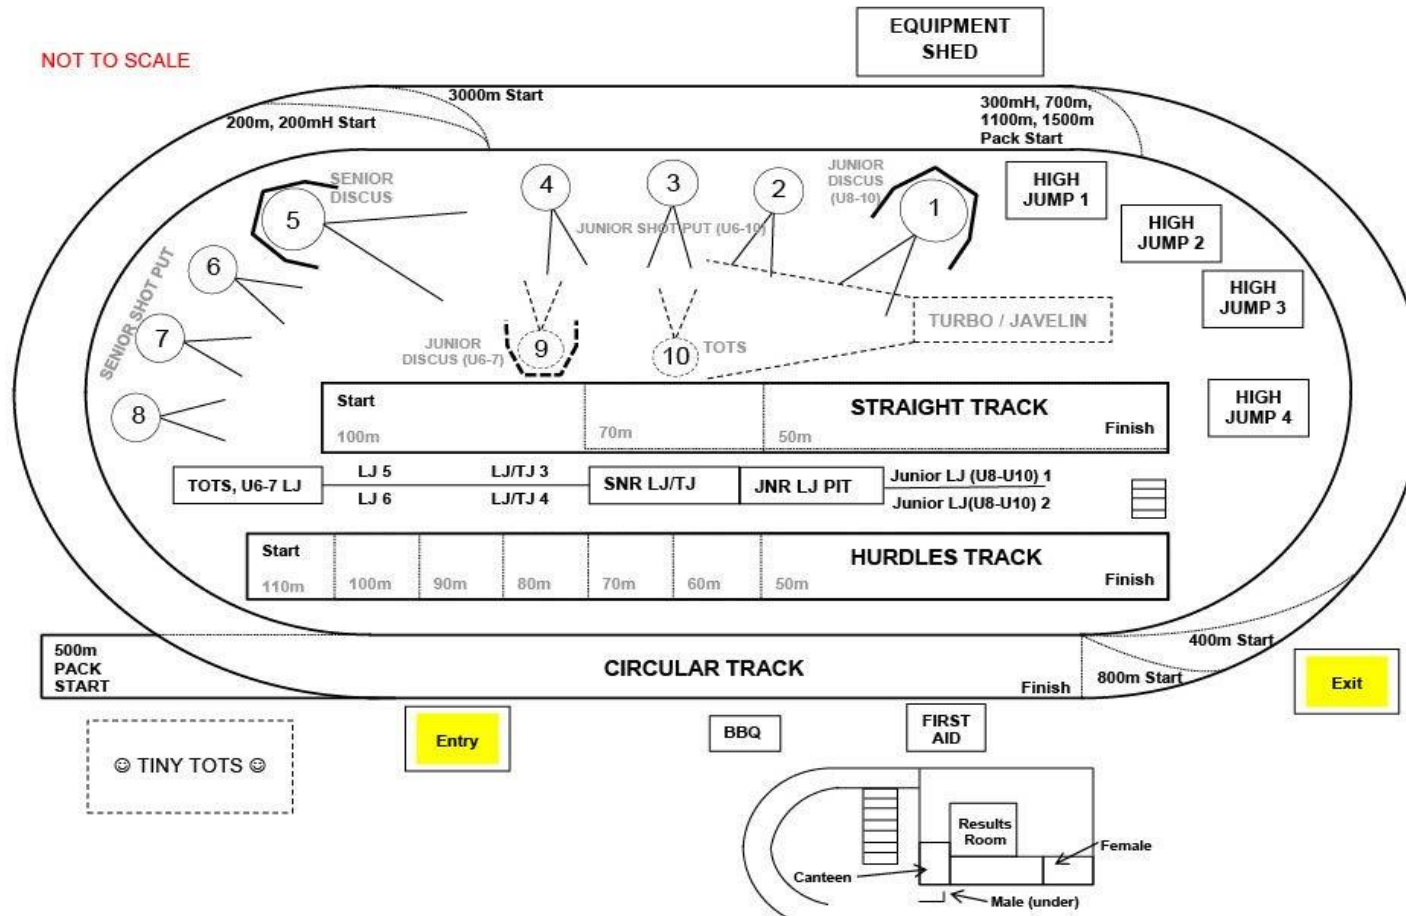 EQUIPMENT
SHED
NOT TO SCALE
3000m Start
200m, 200mH Start
300mH, 700m,
1100m, 1500m
Pack Start
SENIOR
DISCUS
5
4
3
2
JUNIOR
DISCUS
(U8-10)
1
JUNIOR SHOT PUT (U6-10)
HIGH
JUMP 1
HIGH
JUMP 2
HIGH
JUMP 3
HIGH
JUMP 4
SENIOR SHOT PUT
6
7
8
JUNIOR
DISCUS (U6-7)
9
10
TOTS
TURBO / JAVELIN
Start
STRAIGHT TRACK
100m
70m
50m
Finish
TOTS, U6-7 LJ
LJ 5
LJ 6
LJ/TJ 3
LJ/TJ 4
SNR LJ/TJ
JNR LJ PIT
Junior LJ (U8-U10) 1
Junior LJ(U8-U10) 2
Start
HURDLES TRACK
110m
100m
90m
80m
70m
60m
50m
Finish
500m
PACK
START
CIRCULAR TRACK
Finish
400m Start
800m Start
Exit
Entry
BBQ
FIRST
AID
☺ TINY TOTS ☺
Results
Room
Female
Canteen
Male (under)